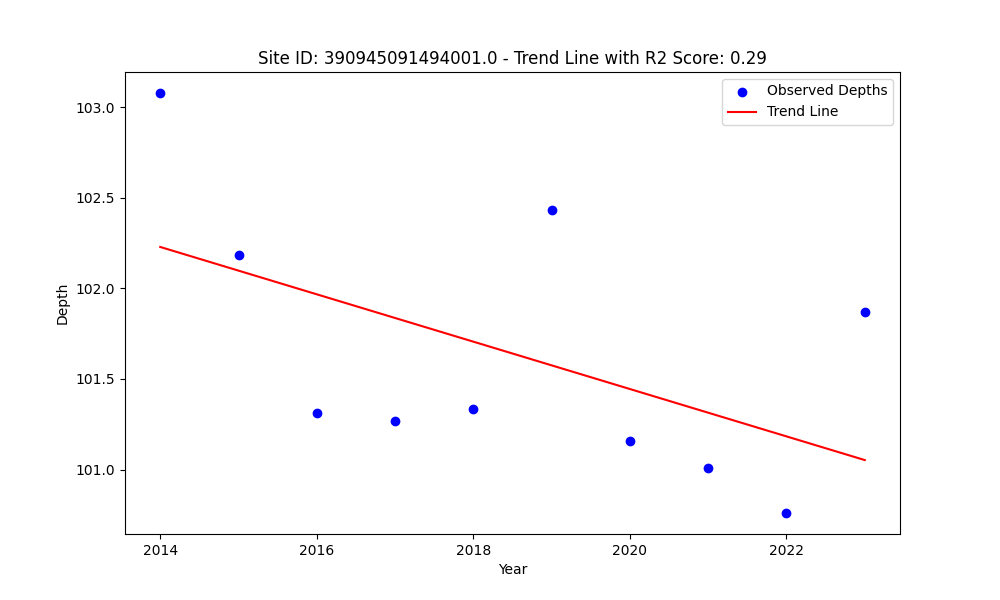 Site ID: 390945091494001.0 - Trend Line with R2 Score: 0.29
Observed Depths
Trend Line
103.0
102.5
102.0
101.5
101.0
Depth
2014
2016
2018
2020
2022
Year